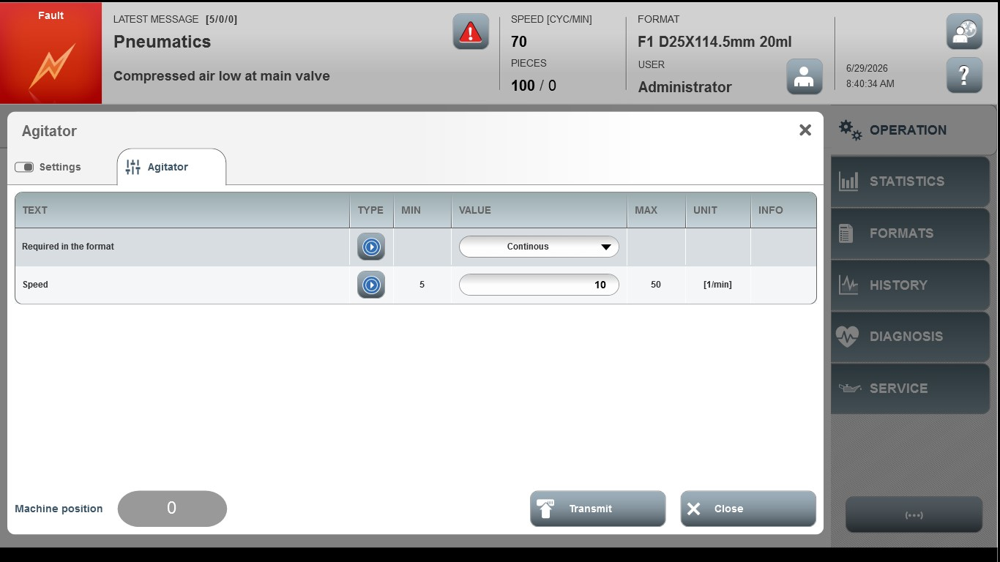 Fault
LATEST MESSAGE [5/0/0]
Pneumatics
Compressed air low at main valve
SPEED [CYC/MIN]
70
PIECES
100 / 0
FORMAT
F1 D25X114.5mm 20ml
USER
Administrator
6/29/2026
8:40:34 AM
?
Agitator
Settings
Agitator
TEXT TYPE MIN VALUE MAX UNIT INFO
Required in the format Continous
Speed 5 10 50 [1/min]
Machine position 0
Transmit
Close
OPERATION
STATISTICS
FORMATS
HISTORY
DIAGNOSIS
SERVICE
(•••)